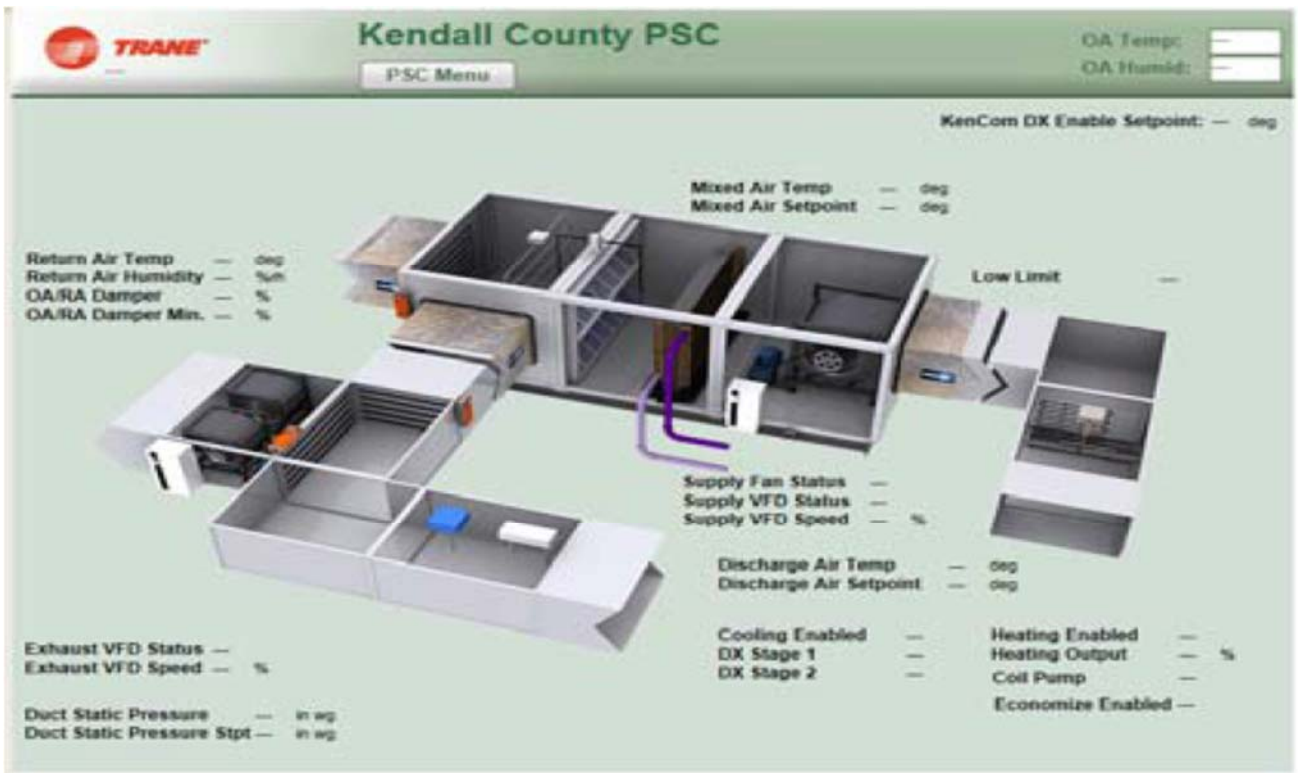 TRANE
Kendall County PSC
PSC Menu
OA Temp: —
OA Humid: —
KenCom DX Enable Setpoint: — deg
Mixed Air Temp — deg
Mixed Air Setpoint — deg
Return Air Temp — deg
Return Air Humidity — %rh
OA/RA Damper — %
OA/RA Damper Min. — %
Low Limit —
Supply Fan Status —
Supply VFD Status —
Supply VFD Speed — %
Discharge Air Temp — deg
Discharge Air Setpoint — deg
Cooling Enabled —
DX Stage 1 —
DX Stage 2 —
Heating Enabled —
Heating Output — %
Coil Pump —
Economize Enabled —
Exhaust VFD Status —
Exhaust VFD Speed — %
Duct Static Pressure — in wg
Duct Static Pressure Stpt — in wg